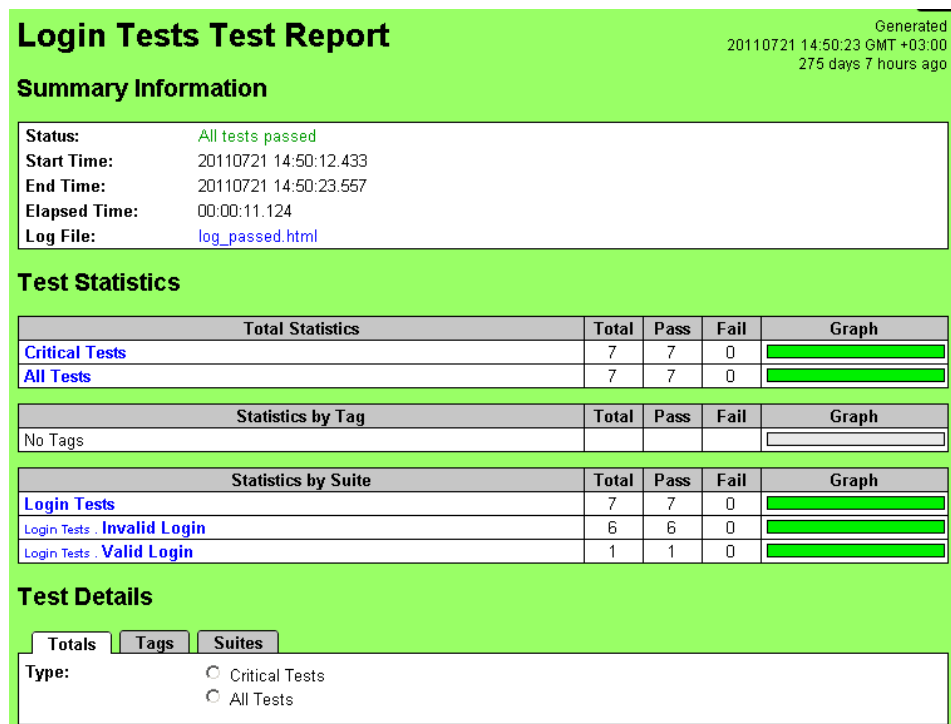 Login Tests Test Report
Generated
20110721 14:50:23 GMT +03:00
275 days 7 hours ago
Summary Information
Status: All tests passed
Start Time: 20110721 14:50:12.433
End Time: 20110721 14:50:23.557
Elapsed Time: 00:00:11.124
Log File: log_passed.html
Test Statistics
Total Statistics Total Pass Fail Graph
Critical Tests 7 7 0
All Tests 7 7 0
Statistics by Tag Total Pass Fail Graph
No Tags
Statistics by Suite Total Pass Fail Graph
Login Tests 7 7 0
Login Tests . Invalid Login 6 6 0
Login Tests . Valid Login 1 1 0
Test Details
Totals Tags Suites
Type: Critical Tests
All Tests